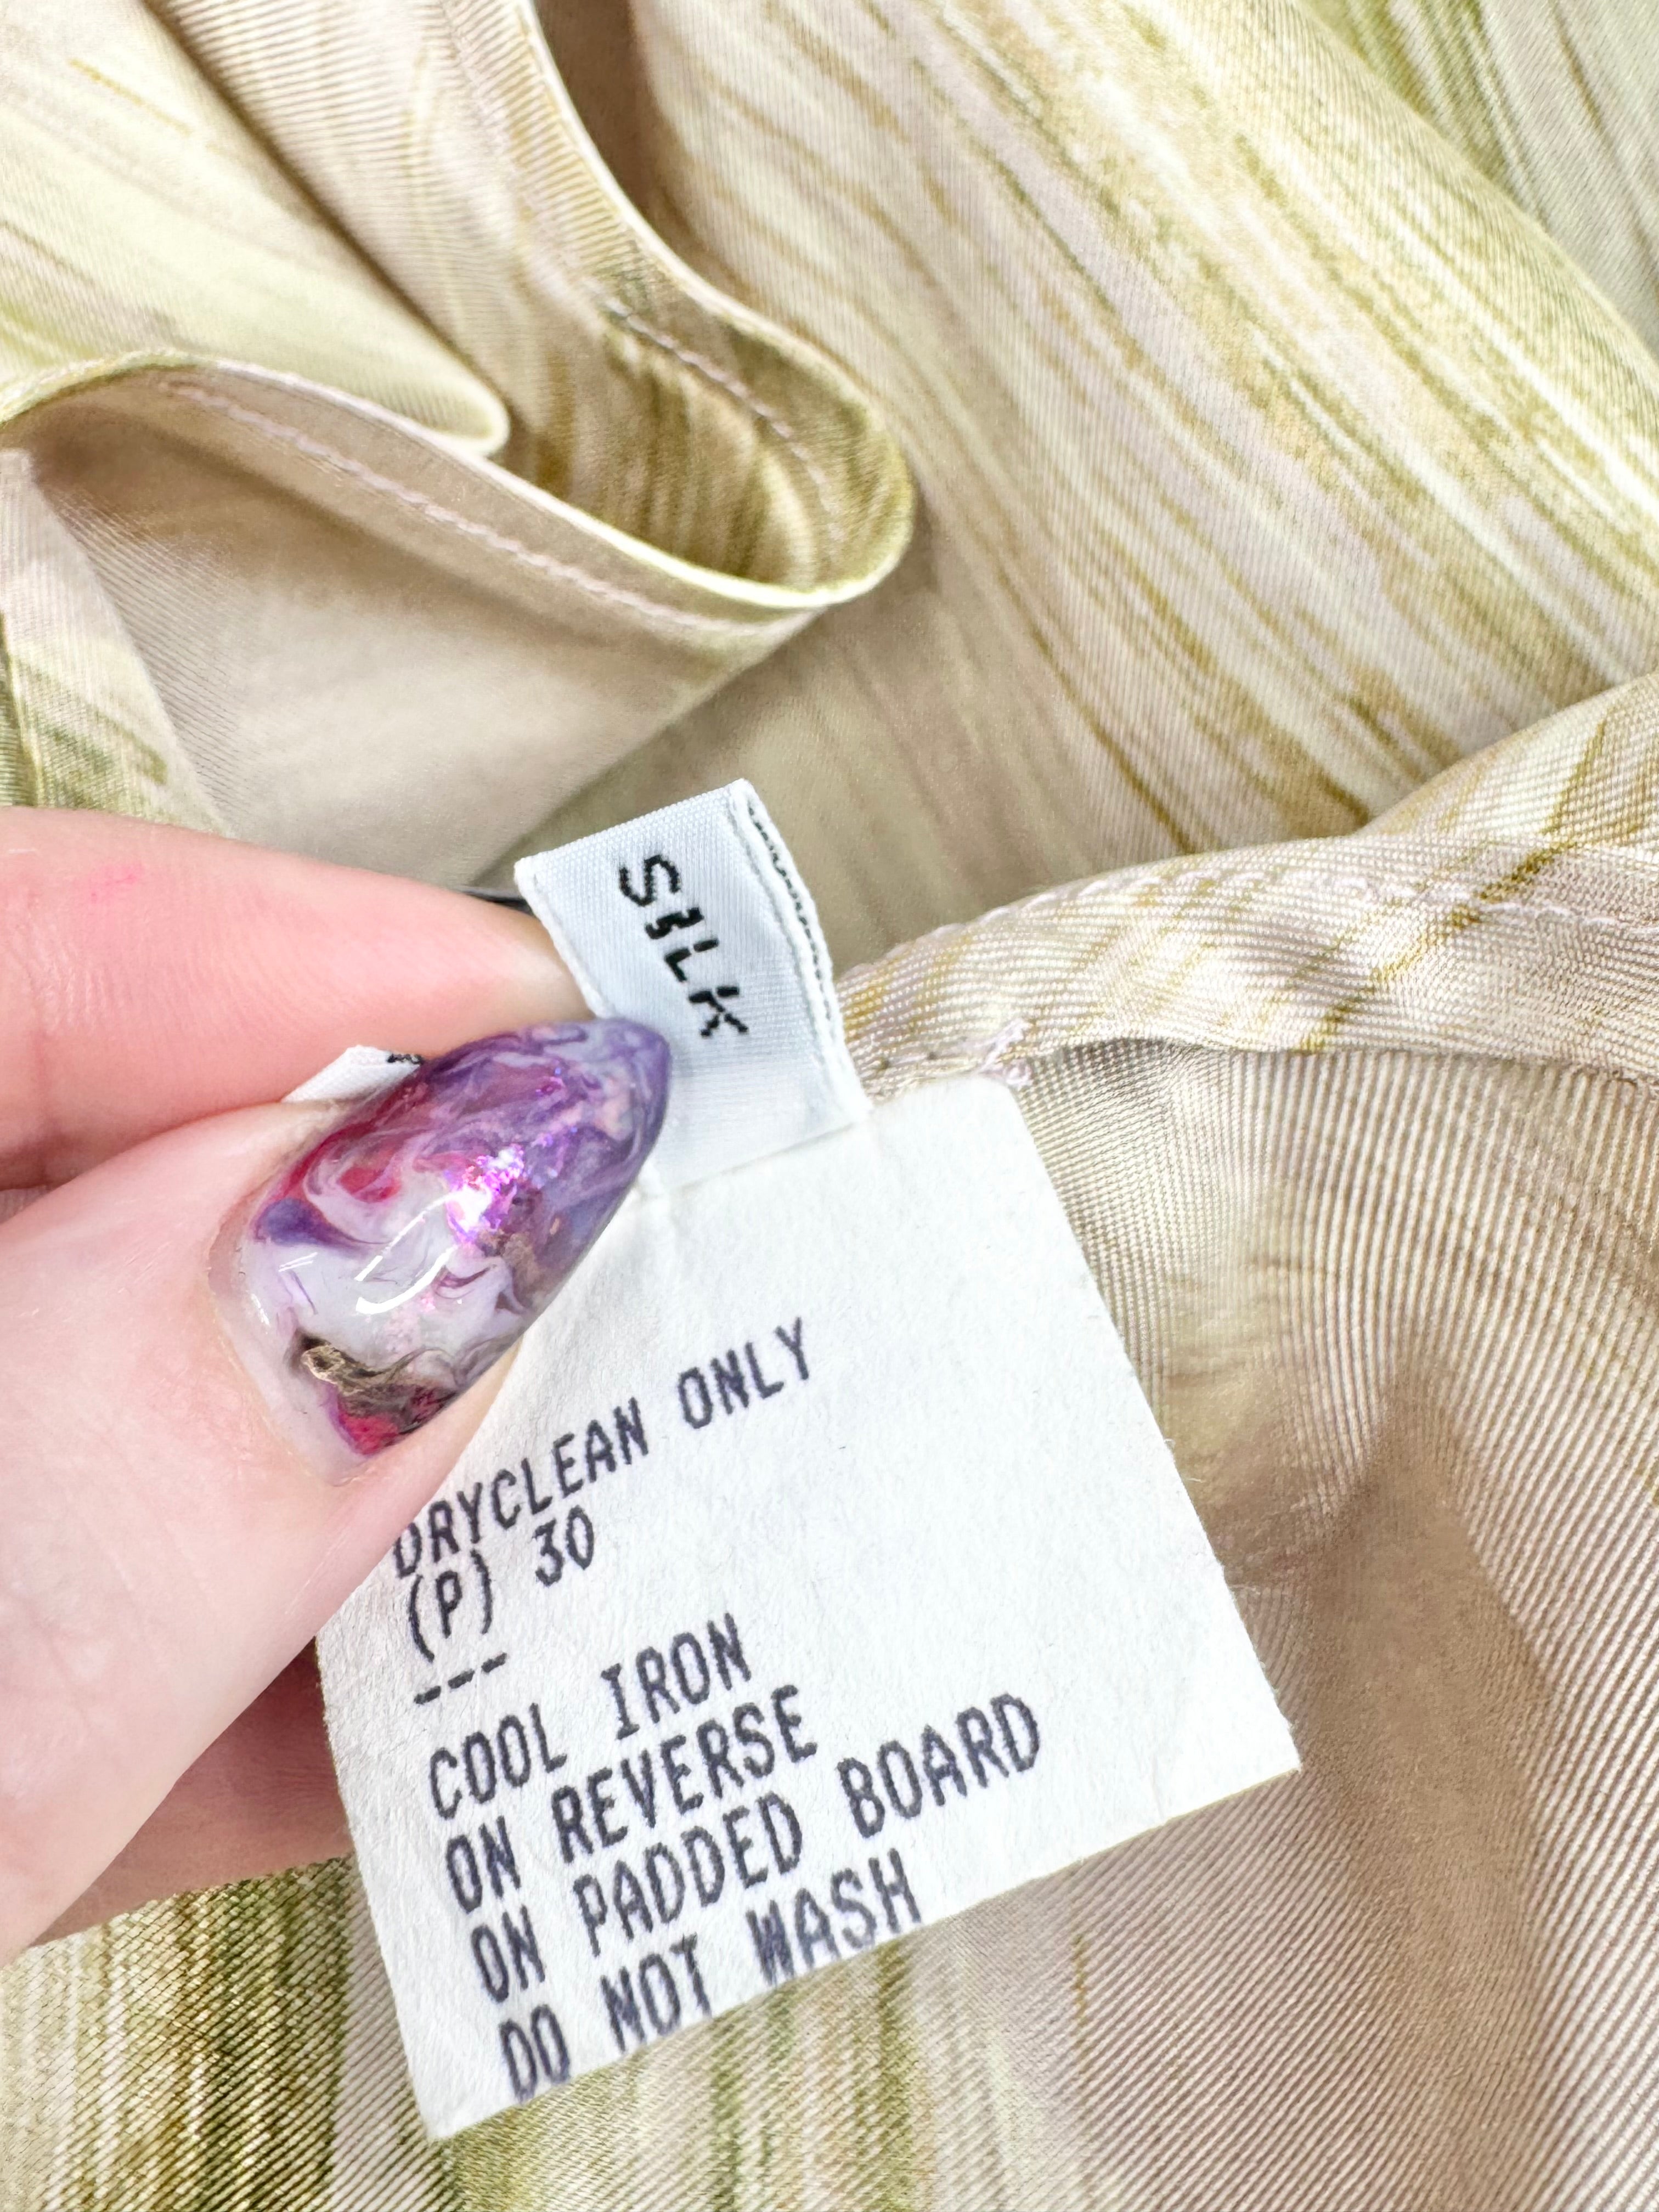 SILK
DRYCLEAN ONLY
(P) 30
---
COOL IRON
ON REVERSE
ON PADDED BOARD
DO NOT WASH